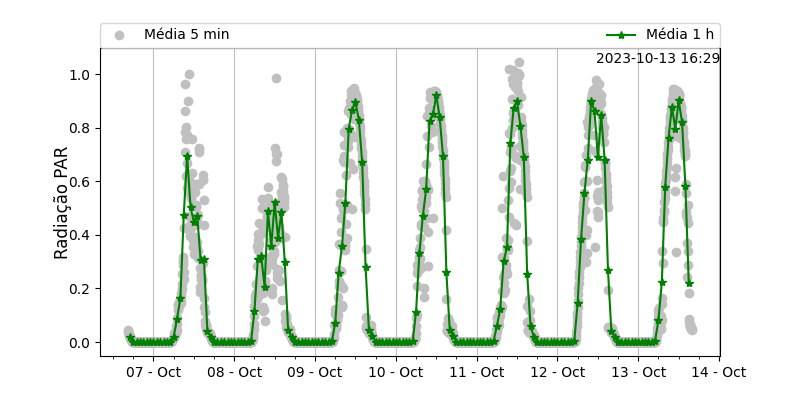 Média 5 min Média 1 h
2023-10-13 16:29
1.0
0.8
0.6
0.4
0.2
0.0
Radiação PAR
07 - Oct 08 - Oct 09 - Oct 10 - Oct 11 - Oct 12 - Oct 13 - Oct 14 - Oct